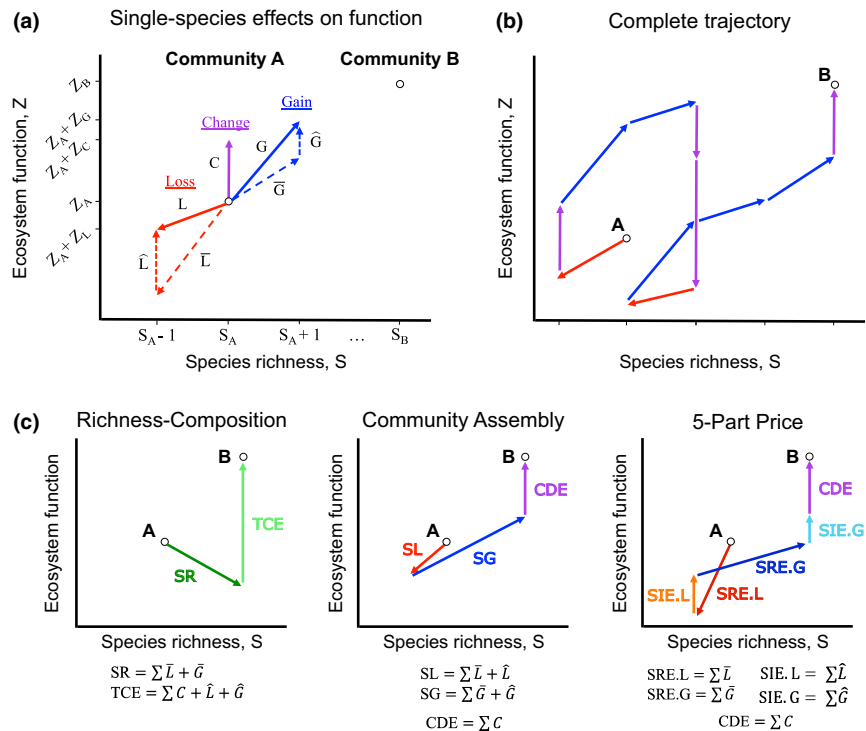 (a)
Single-species effects on function
Community A
Community B
Ecosystem function, Z
Z_B
Z_A + Z_G
Z_A + Z_C
Z_A
Z_A + Z_L
Gain
Change
Loss
G
Ĝ
C
G̅
L
L̂
L̅
S_A- 1
S_A
S_A+ 1
...
S_B
Species richness, S
(b)
Complete trajectory
Ecosystem function, Z
B
A
Species richness, S
(c)
Richness-Composition
Ecosystem function
B
A
TCE
SR
Species richness, S
SR = ∑ L̅ + G̅
TCE = ∑ C + L̂ + Ĝ
Community Assembly
Ecosystem function
B
CDE
A
SL
SG
Species richness, S
SL = ∑ L̅ + L̂
SG = ∑ G̅ + Ĝ
CDE = ∑ C
5-Part Price
Ecosystem function
B
CDE
A
SIE.G
SRE.G
SIE.L
SRE.L
Species richness, S
SRE.L = ∑ L̅ SIE. L = ∑ L̂
SRE.G = ∑ G̅ SIE. G = ∑ Ĝ
CDE = ∑ C